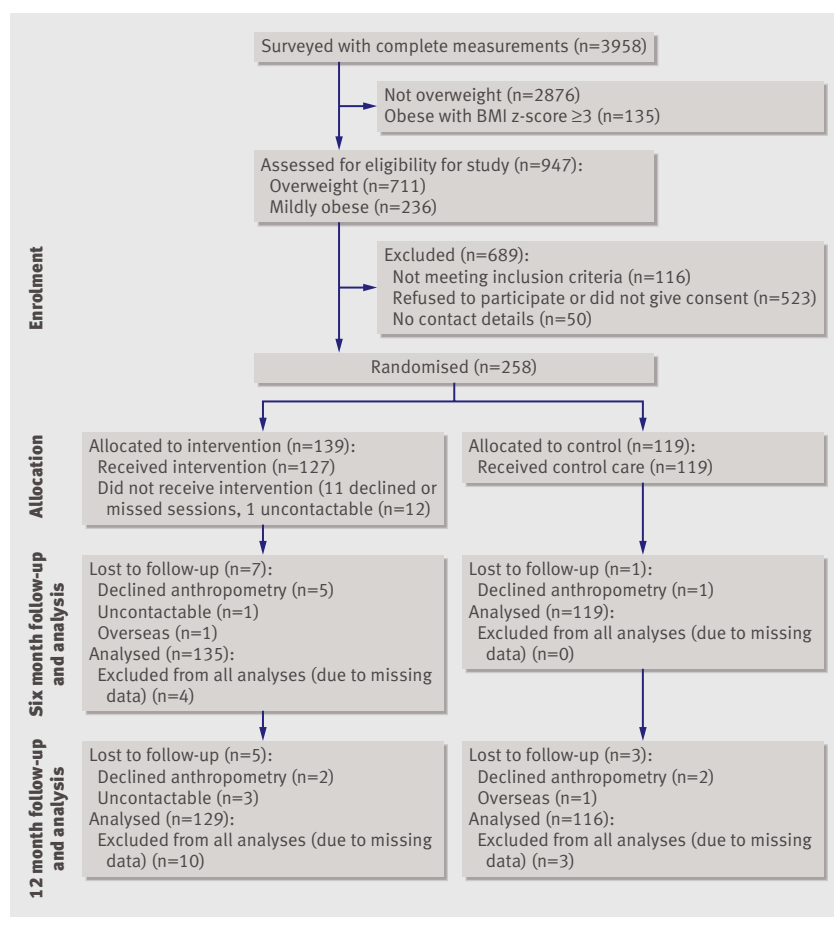 Surveyed with complete measurements (n=3958)
Not overweight (n=2876)
Obese with BMI z-score ≥3 (n=135)
Assessed for eligibility for study (n=947):
Overweight (n=711)
Mildly obese (n=236)
Enrolment
Excluded (n=689):
Not meeting inclusion criteria (n=116)
Refused to participate or did not give consent (n=523)
No contact details (n=50)
Randomised (n=258)
Allocation
Allocated to intervention (n=139):
Received intervention (n=127)
Did not receive intervention (11 declined or
missed sessions, 1 uncontactable (n=12)
Allocated to control (n=119):
Received control care (n=119)
Six month follow-up
and analysis
Lost to follow-up (n=7):
Declined anthropometry (n=5)
Uncontactable (n=1)
Overseas (n=1)
Analysed (n=135):
Excluded from all analyses (due to missing
data) (n=4)
Lost to follow-up (n=1):
Declined anthropometry (n=1)
Analysed (n=119):
Excluded from all analyses (due to missing
data) (n=0)
12 month follow-up
and analysis
Lost to follow-up (n=5):
Declined anthropometry (n=2)
Uncontactable (n=3)
Analysed (n=129):
Excluded from all analyses (due to missing
data) (n=10)
Lost to follow-up (n=3):
Declined anthropometry (n=2)
Overseas (n=1)
Analysed (n=116):
Excluded from all analyses (due to missing
data) (n=3)